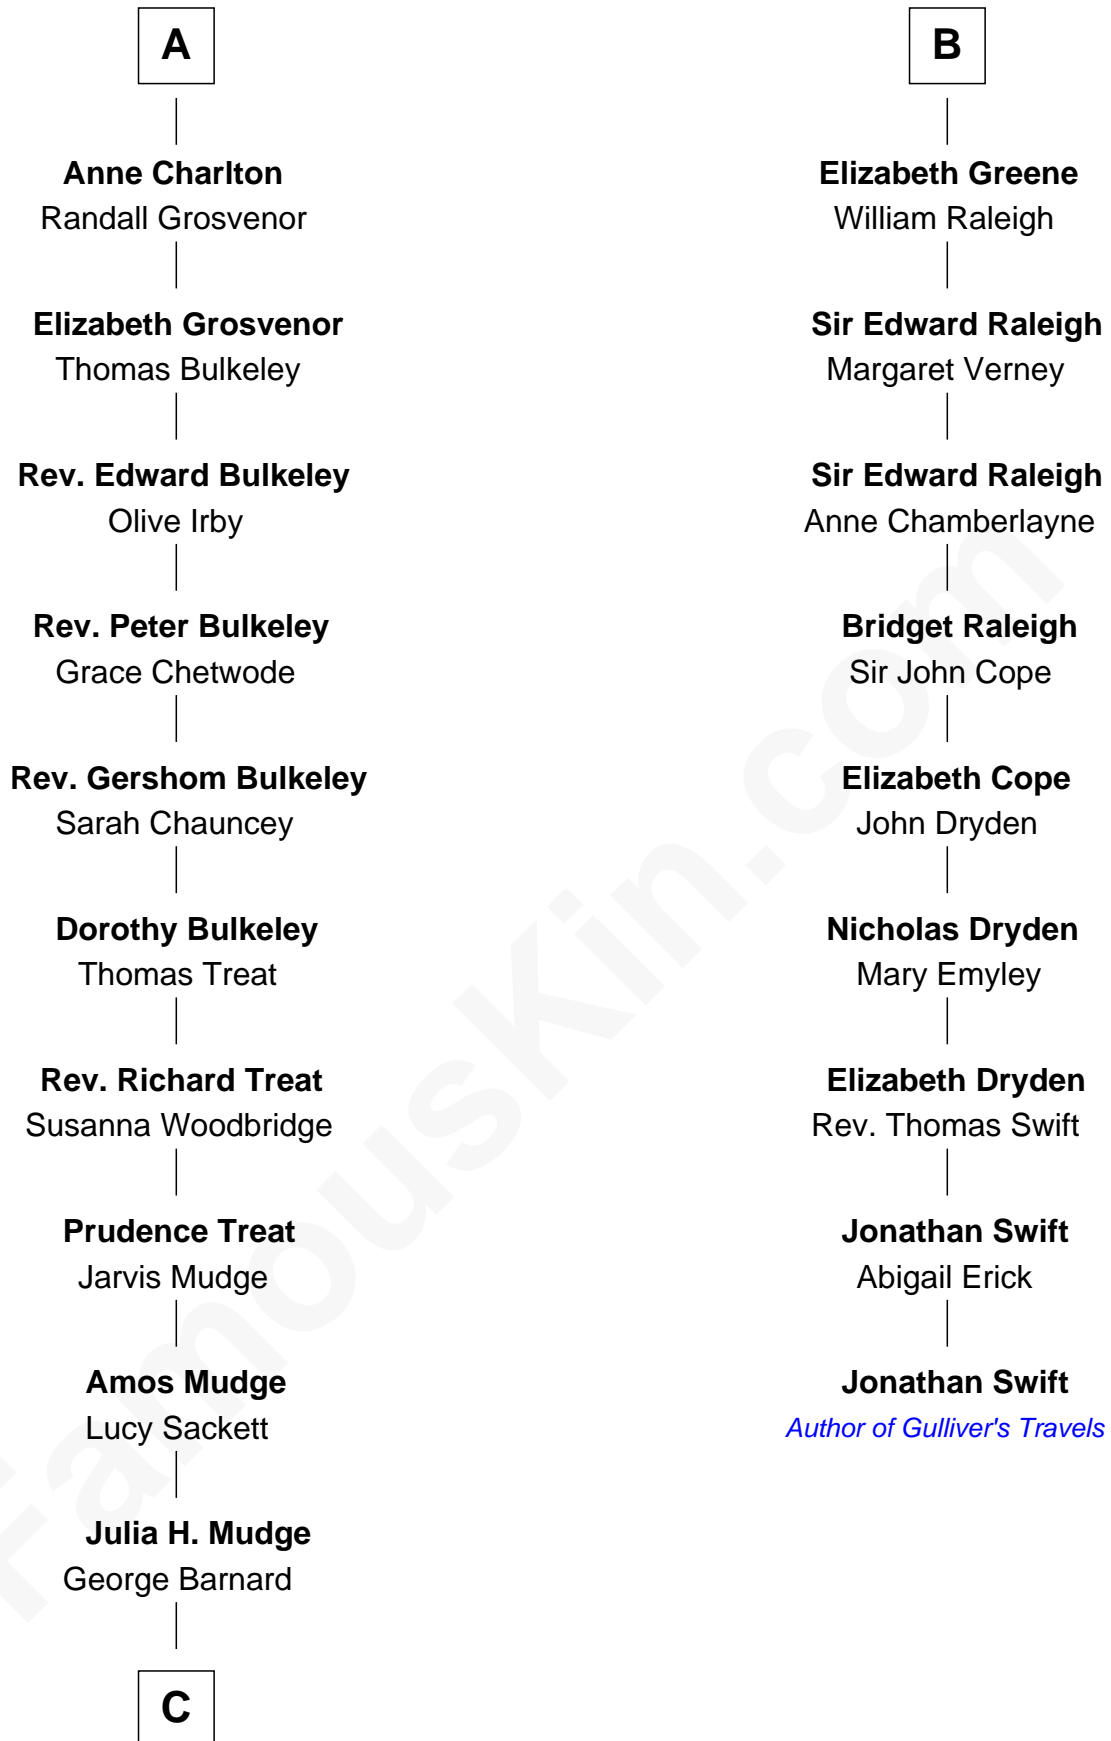 A
Anne Charlton
Randall Grosvenor
Elizabeth Grosvenor
Thomas Bulkeley
Rev. Edward Bulkeley
Olive Irby
Rev. Peter Bulkeley
Grace Chetwode
Rev. Gershom Bulkeley
Sarah Chauncey
Dorothy Bulkeley
Thomas Treat
Rev. Richard Treat
Susanna Woodbridge
Prudence Treat
Jarvis Mudge
Amos Mudge
Lucy Sackett
Julia H. Mudge
George Barnard
C
B
Elizabeth Greene
William Raleigh
Sir Edward Raleigh
Margaret Verney
Sir Edward Raleigh
Anne Chamberlayne
Bridget Raleigh
Sir John Cope
Elizabeth Cope
John Dryden
Nicholas Dryden
Mary Emyley
Elizabeth Dryden
Rev. Thomas Swift
Jonathan Swift
Abigail Erick
Jonathan Swift
Author of Gulliver's Travels
FamousKin.com